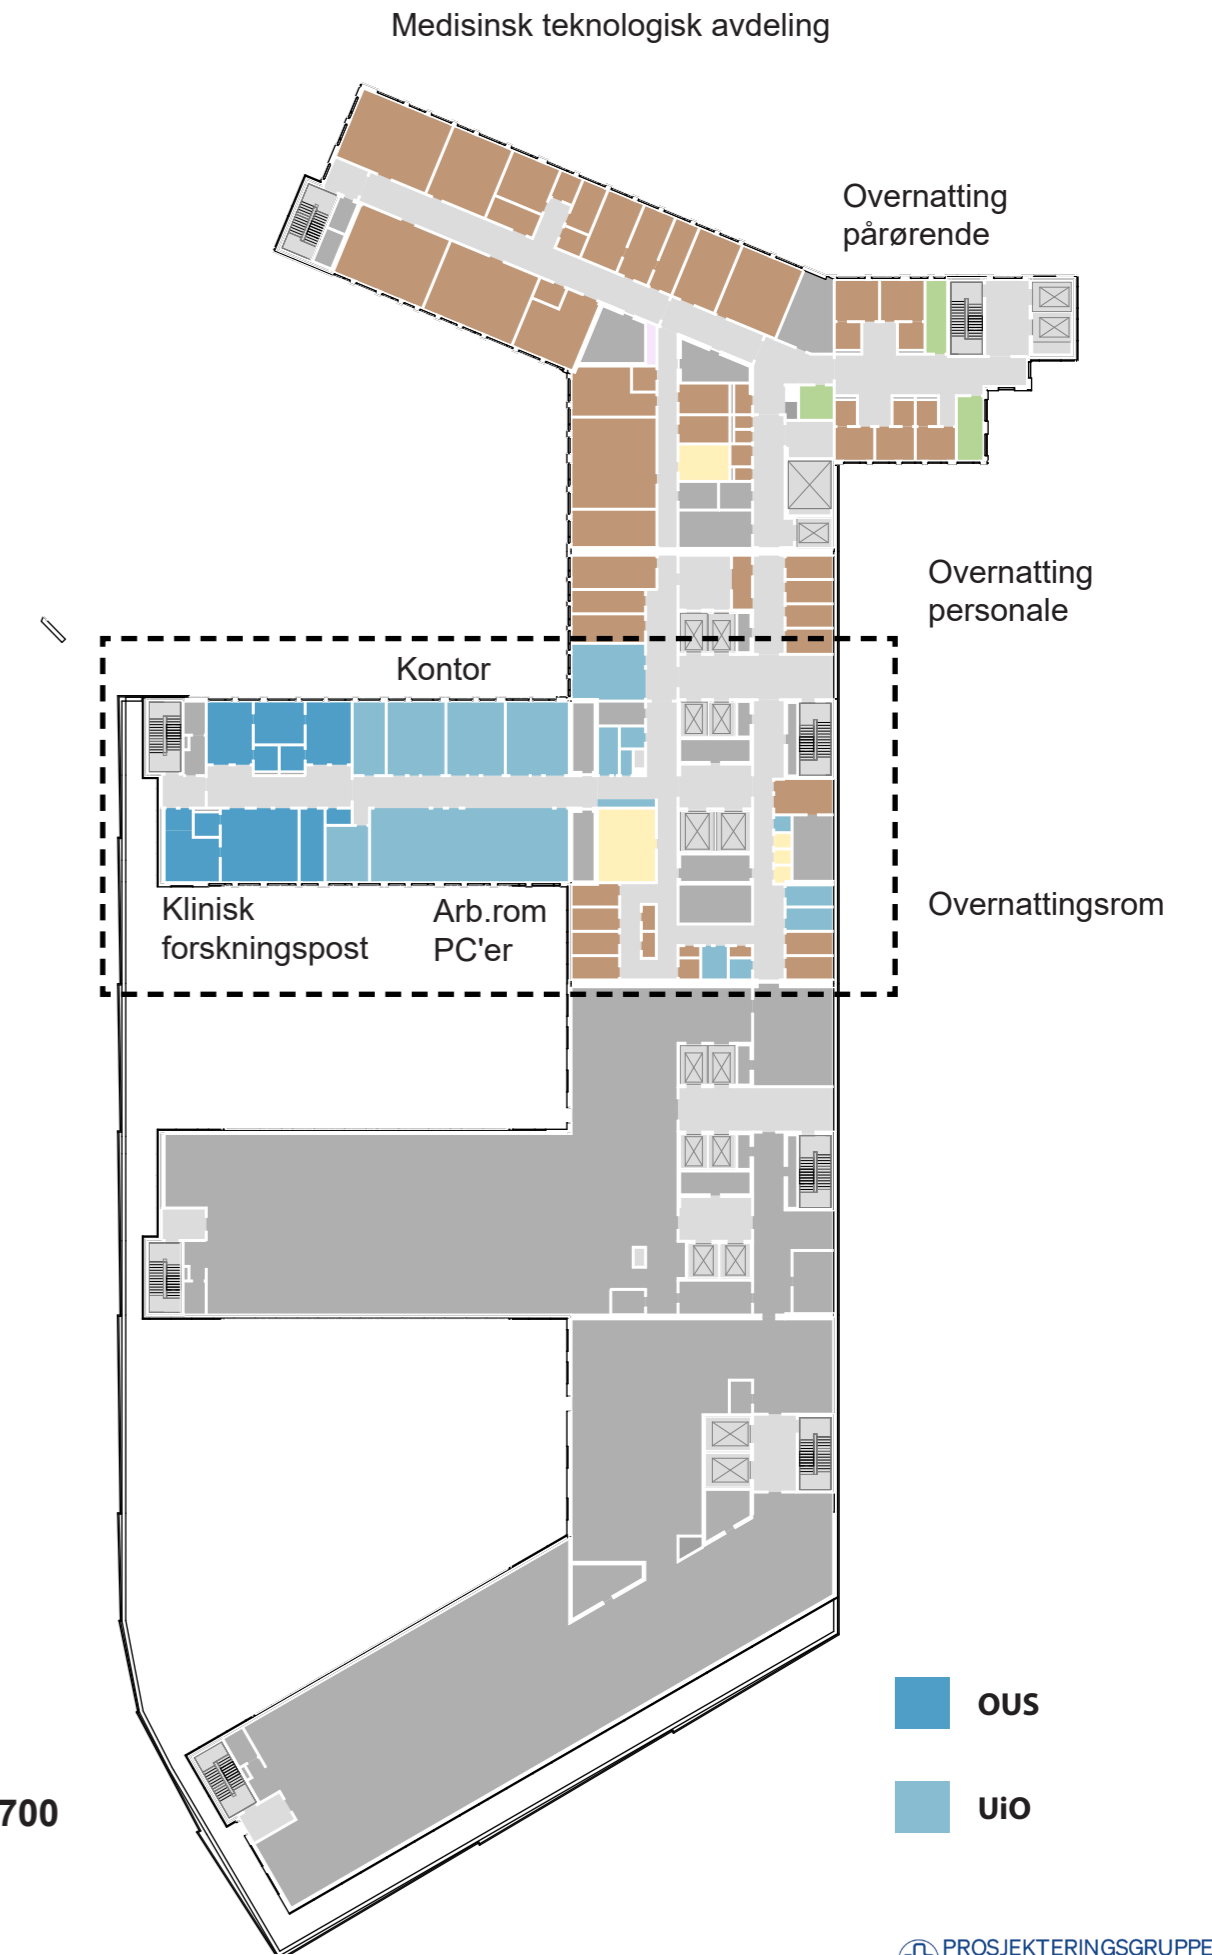 Medisinsk teknologisk avdeling
Overnatting
pårørende
Overnatting
personale
Kontor
Klinisk
forskningspost
Arb.rom
PC'er
Overnattingsrom
OUS
UiO
700
PROSJEKTERINGSGRUPPE